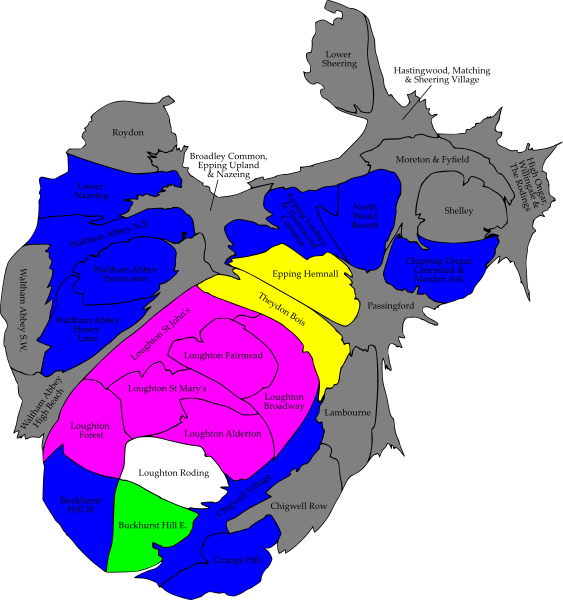 Lower
Sheering
Hastingwood, Matching
& Sheering Village
Roydon
Broadley Common,
Epping Upland
& Nazeing
Moreton & Fyfield
High Ongar,
Willingale &
The Rodings
Lower
Nazeing
Epping Lindsey
& Thornwood
Common
North
Weald
Bassett
Shelley
Waltham Abbey N.E.
Waltham Abbey
Paternoster
Chipping Ongar,
Greensted &
Marden Ash
Epping Hemnall
Waltham Abbey S.W.
Waltham Abbey
Honey
Lane
Theydon Bois
Passingford
Loughton St John's
Loughton Fairmead
Waltham Abbey
High Beach
Loughton St Mary's
Loughton
Broadway
Lambourne
Loughton
Forest
Loughton Alderton
Loughton Roding
Buckhurst
Hill W.
Chigwell Village
Chigwell Row
Buckhurst Hill E.
Grange Hill